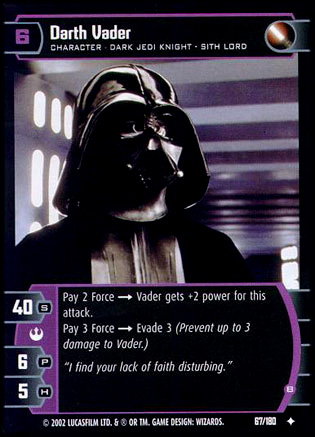 6 Darth Vader
CHARACTER · DARK JEDI KNIGHT · SITH LORD
40 S
Pay 2 Force → Vader gets +2 power for this
attack.
Pay 3 Force → Evade 3 (Prevent up to 3
damage to Vader.)
6 P
"I find your lack of faith disturbing."
5 H
B
© 2002 LUCASFILM LTD. & ® OR TM. GAME DESIGN: WIZARDS. 67/180